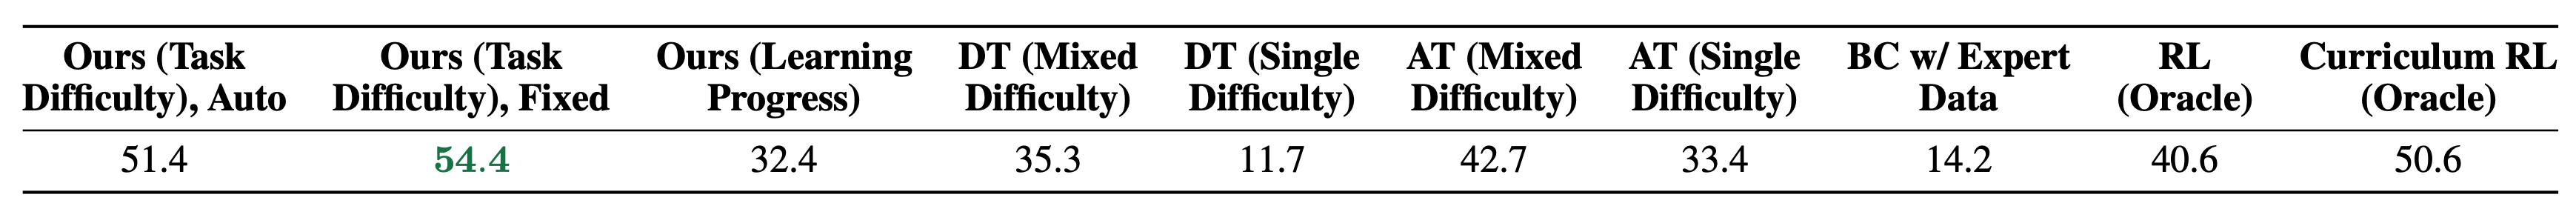 Ours (Task Ours (Task Ours (Learning DT (Mixed DT (Single AT (Mixed AT (Single BC w/ Expert RL Curriculum RL
Difficulty), Auto Difficulty), Fixed Progress) Difficulty) Difficulty) Difficulty) Difficulty) Data (Oracle) (Oracle)
51.4 54.4 32.4 35.3 11.7 42.7 33.4 14.2 40.6 50.6